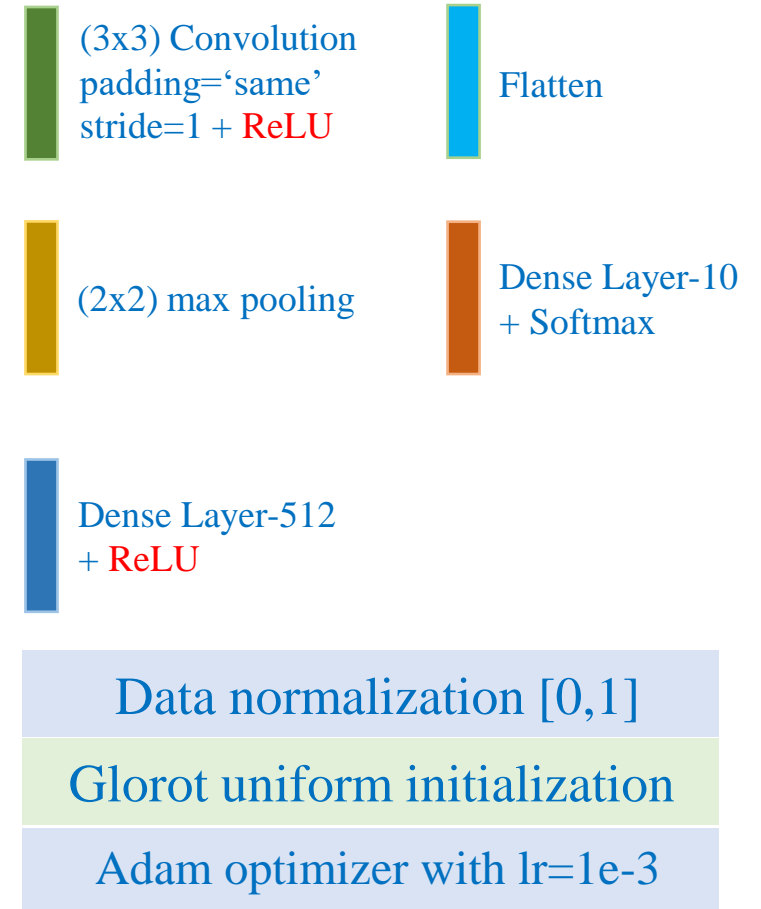 (3x3) Convolution
padding=‘same’
stride=1 + ReLU
Flatten
(2x2) max pooling
Dense Layer-10
+ Softmax
Dense Layer-512
+ ReLU
Data normalization [0,1]
Glorot uniform initialization
Adam optimizer with lr=1e-3